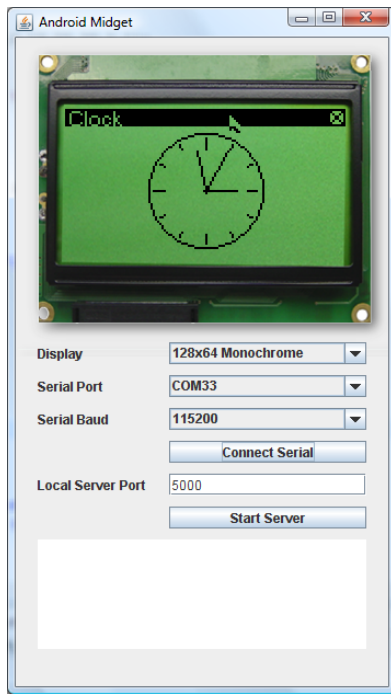 Android Midget
Clock
Display 128x64 Monochrome
Serial Port COM33
Serial Baud 115200
Connect Serial
Local Server Port 5000
Start Server